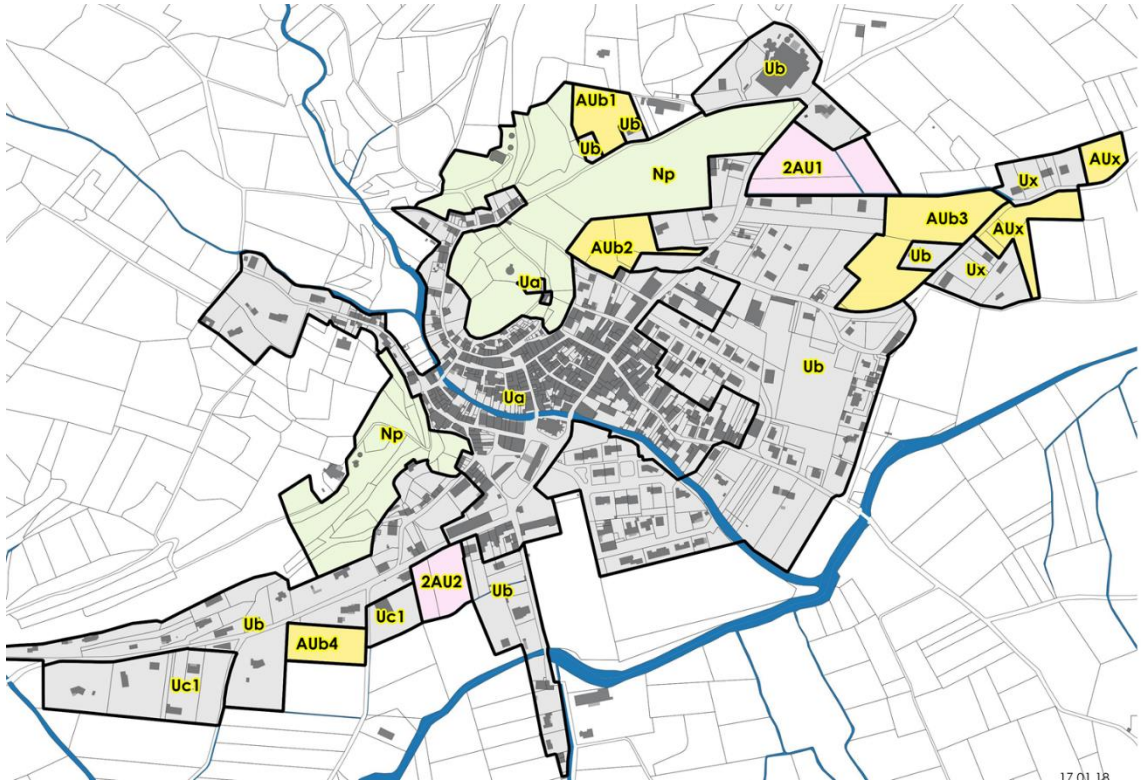 Ub
AUb1
Ub
Ub
Np
2AU1
Ux
AUx
AUb3
AUb2
AUx
Ub
Ux
Ua
Ub
Ua
Np
2AU2
Ub
Uc1
Ub
AUb4
Uc1
17.01.18